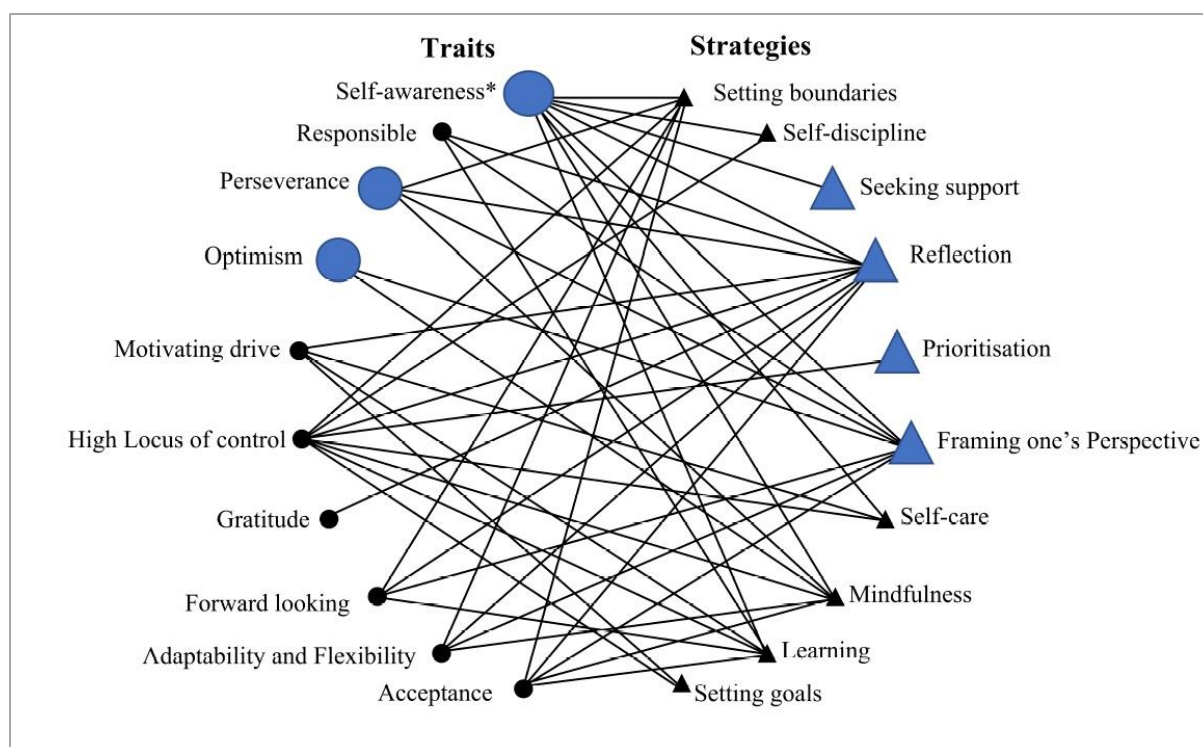 Traits
Strategies
Self-awareness*
Setting boundaries
Responsible
Self-discipline
Perseverance
Seeking support
Optimism
Reflection
Motivating drive
Prioritisation
High Locus of control
Framing one’s Perspective
Gratitude
Self-care
Forward looking
Mindfulness
Adaptability and Flexibility
Learning
Acceptance
Setting goals